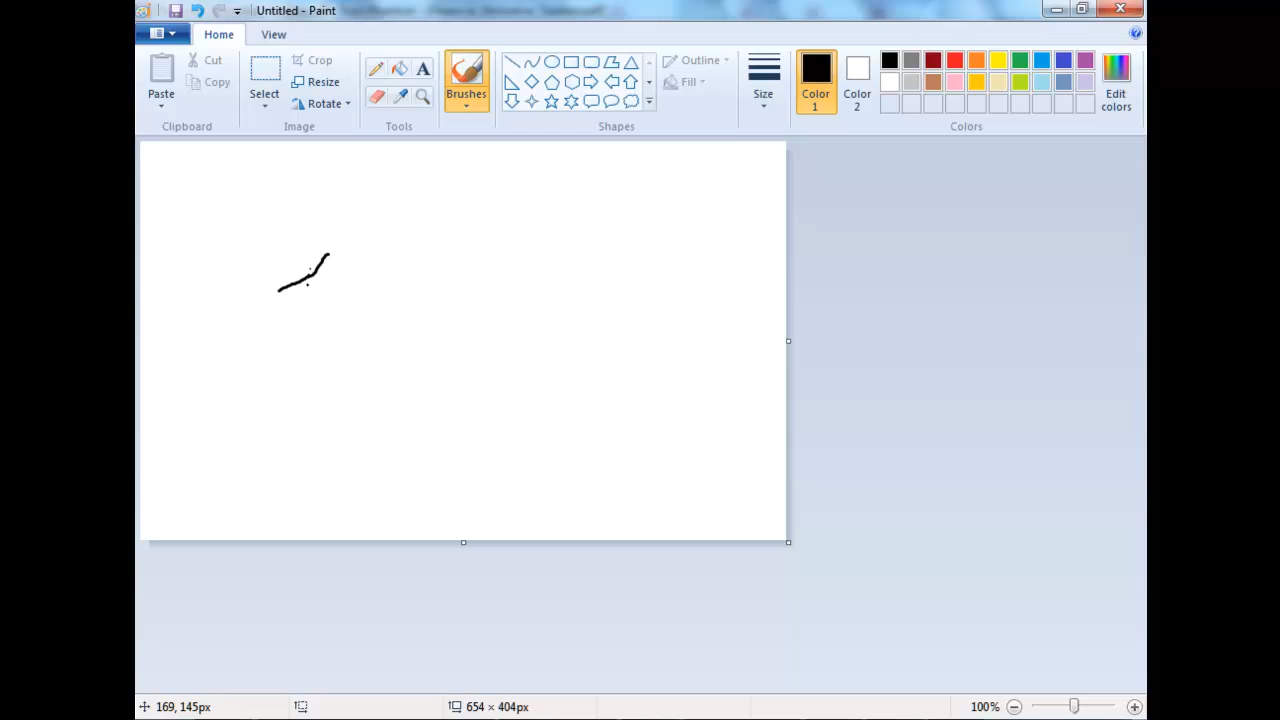 Untitled - Paint
Home View
Paste Cut Copy Clipboard
Select Crop Resize Rotate Image
Tools
Brushes
Shapes Outline Fill
Size
Color 1 Color 2 Edit colors Colors
169, 145px 654 × 404px 100%